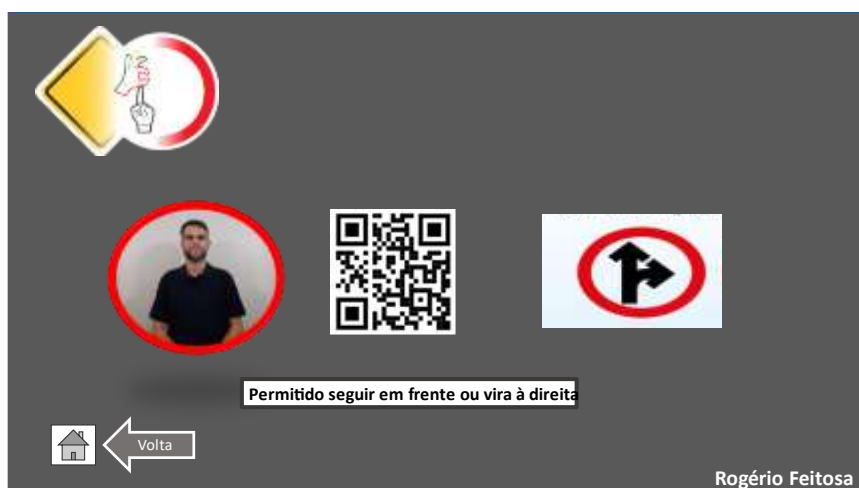 Permitido seguir em frente ou vira à direita
Volta
Rogério Feitosa